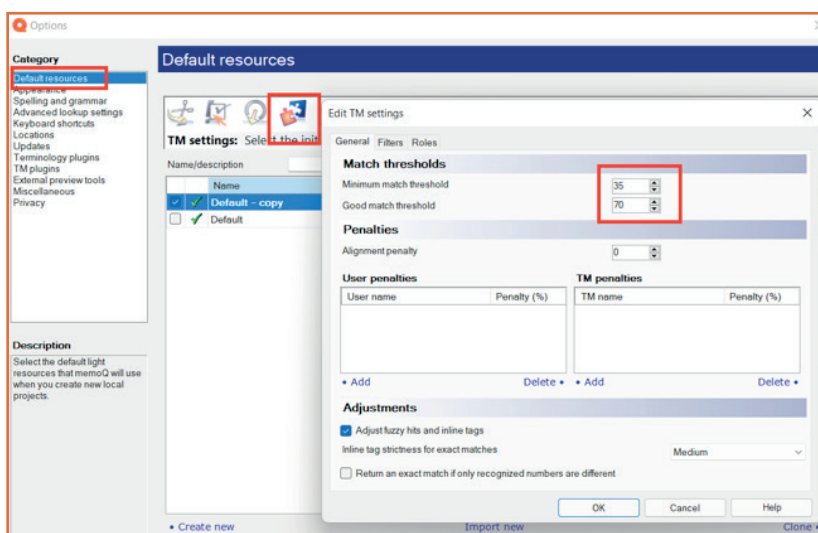 Options
Category
Default resources
Appearance
Spelling and grammar
Advanced lookup settings
Keyboard shortcuts
Locations
Updates
Terminology plugins
TM plugins
External preview tools
Miscellaneous
Privacy
Description
Select the default light
resources that memoQ will use
when you create new local
projects.
Default resources
TM settings: Select the init
Name/description
Name
Default - copy
Default
Create new
Import new
Clone
Edit TM settings
General Filters Roles
Match thresholds
Minimum match threshold 35
Good match threshold 70
Penalties
Alignment penalty 0
User penalties TM penalties
User name Penalty (%) TM name Penalty (%)
• Add Delete • • Add Delete •
Adjustments
Adjust fuzzy hits and inline tags
Inline tag strictness for exact matches Medium
Return an exact match if only recognized numbers are different
OK Cancel Help